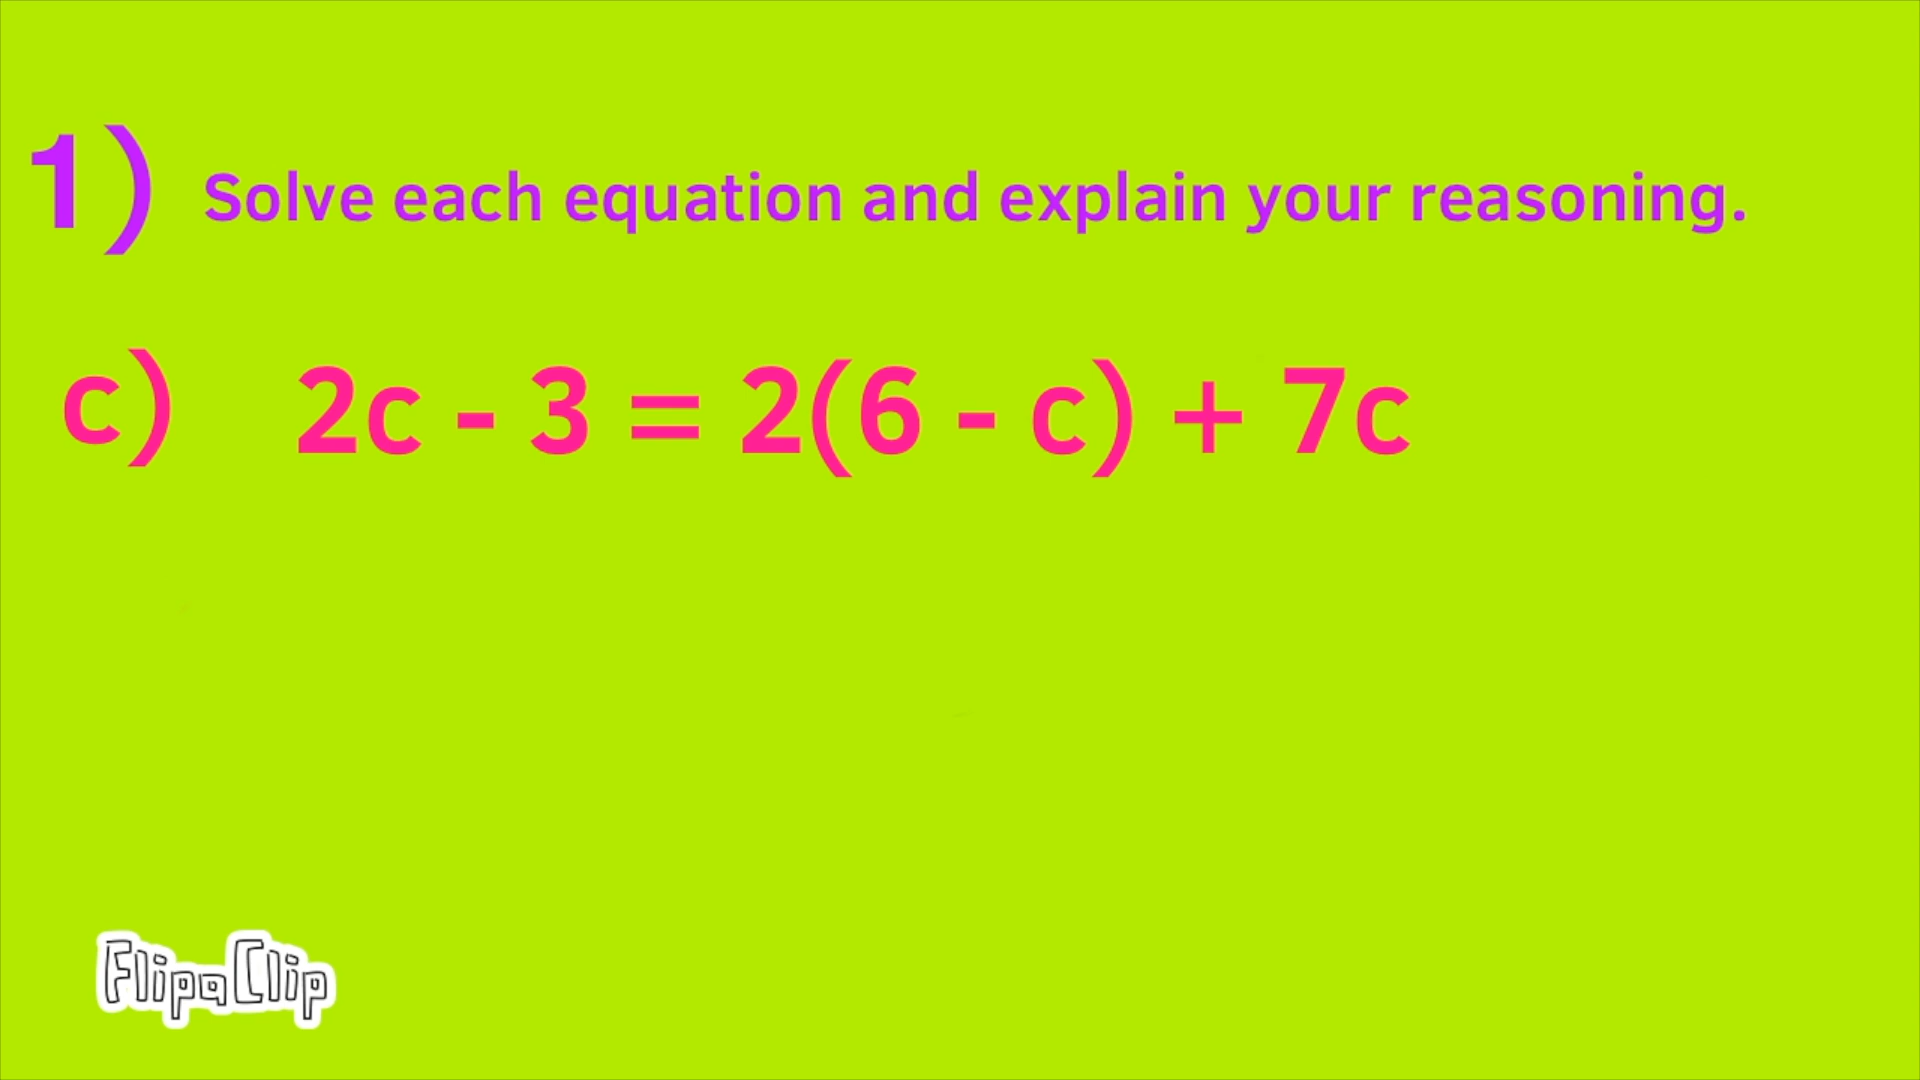 1) Solve each equation and explain your reasoning.
c) 2c - 3 = 2(6 - c) + 7c
FlipaClip